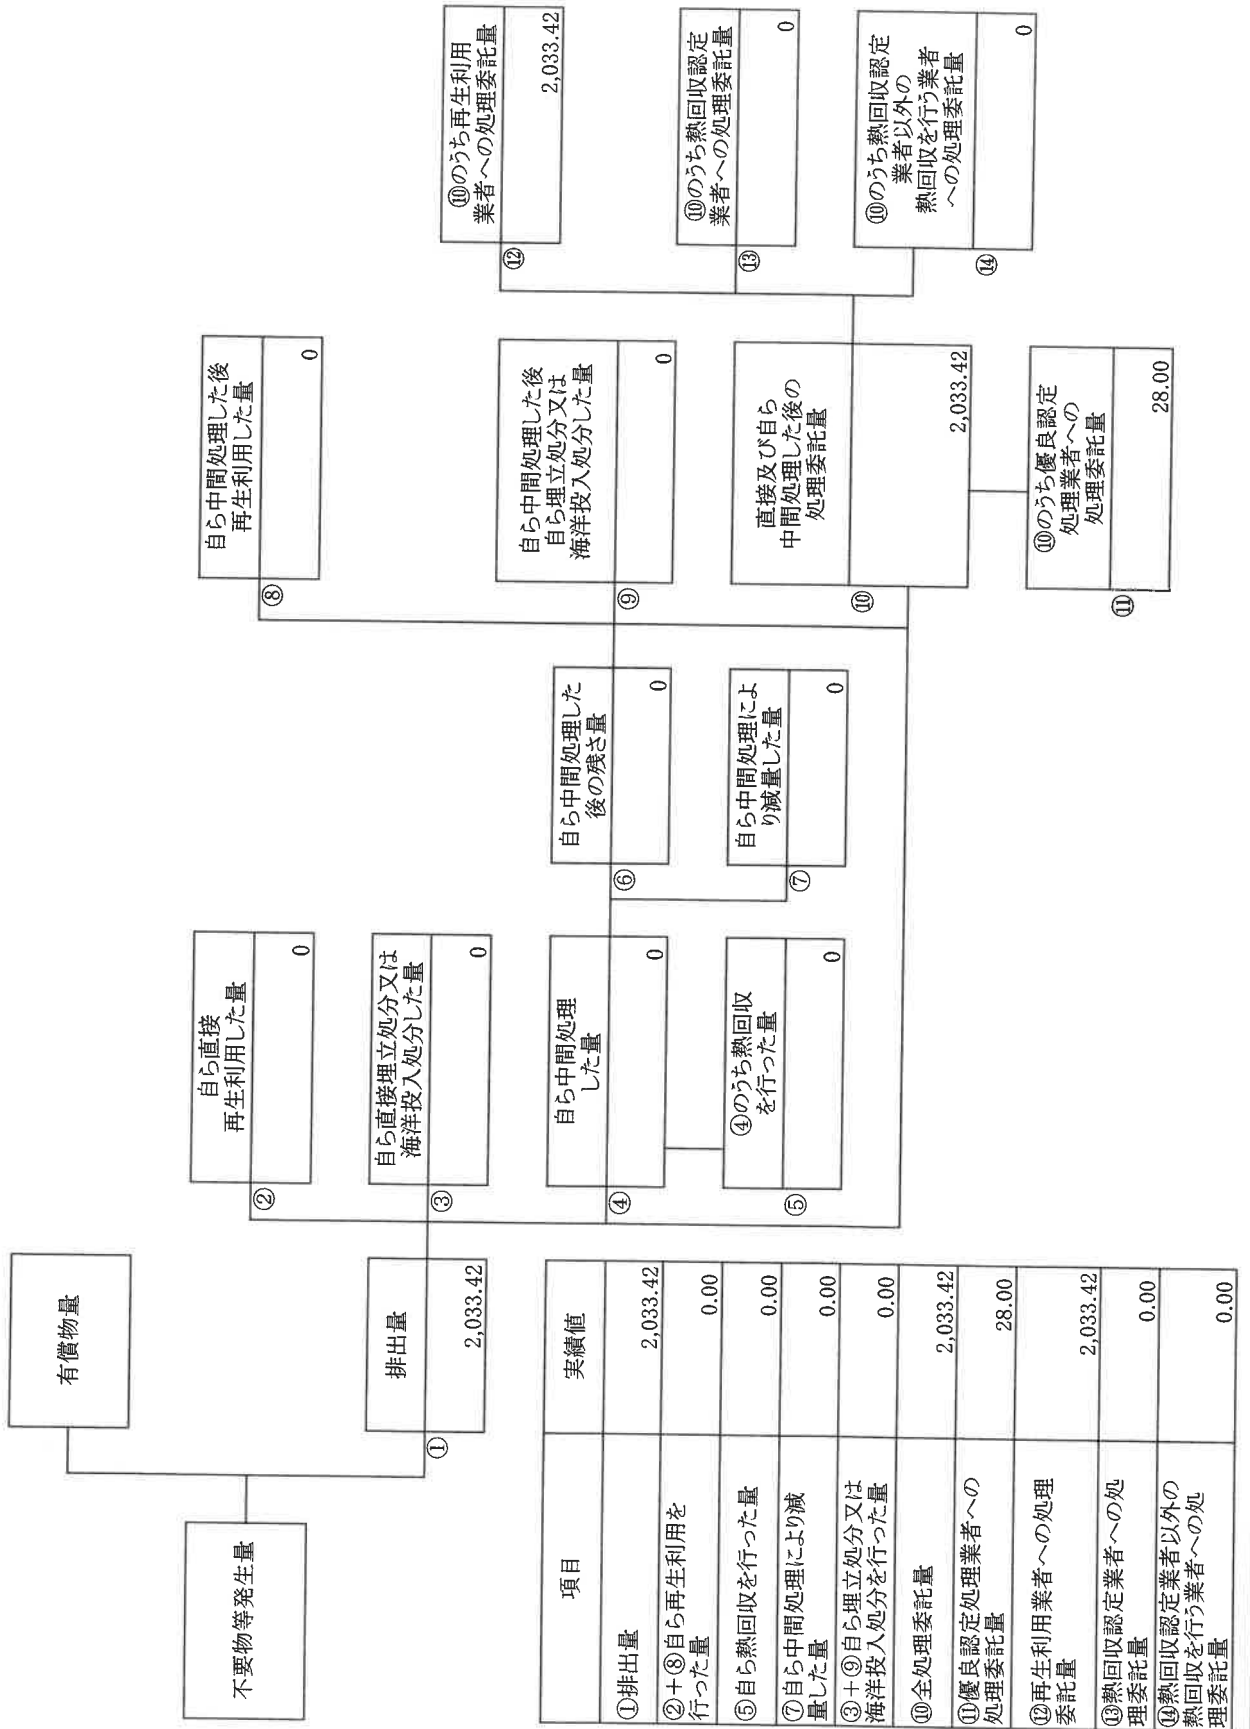 不要物等発生量
有償物量
①
排出量
2,033.42
②
自ら直接
再生利用した量
0
③
自ら直接埋立処分又は
海洋投入処分した量
0
④
自ら中間処理
した量
0
⑤
④のうち熱回収
を行った量
0
⑥
自ら中間処理した
後の残さ量
0
⑦
自ら中間処理によ
り減量した量
0
⑧
自ら中間処理した後
再生利用した量
0
⑨
自ら中間処理した後
自ら埋立処分又は
海洋投入処分した量
0
⑩
直接及び自ら
中間処理した後の
処理委託量
2,033.42
⑪
⑩のうち優良認定
処理業者への
処理委託量
28.00
⑫
⑩のうち再生利用
業者への処理委託量
2,033.42
⑬
⑩のうち熱回収認定
業者への処理委託量
0
⑭
⑩のうち熱回収認定
業者以外の
熱回収を行う業者
への処理委託量
0
項目 実績値
①排出量 2,033.42
②+⑧自ら再生利用を
行った量 0.00
⑤自ら熱回収を行った量 0.00
⑦自ら中間処理により減
量した量 0.00
③+⑨自ら埋立処分又は
海洋投入処分を行った量 0.00
⑩全処理委託量 2,033.42
⑪優良認定処理業者への
処理委託量 28.00
⑫再生利用業者への処理
委託量 2,033.42
⑬熱回収認定業者への処
理委託量 0.00
⑭熱回収認定業者以外の
熱回収を行う業者への処
理委託量 0.00